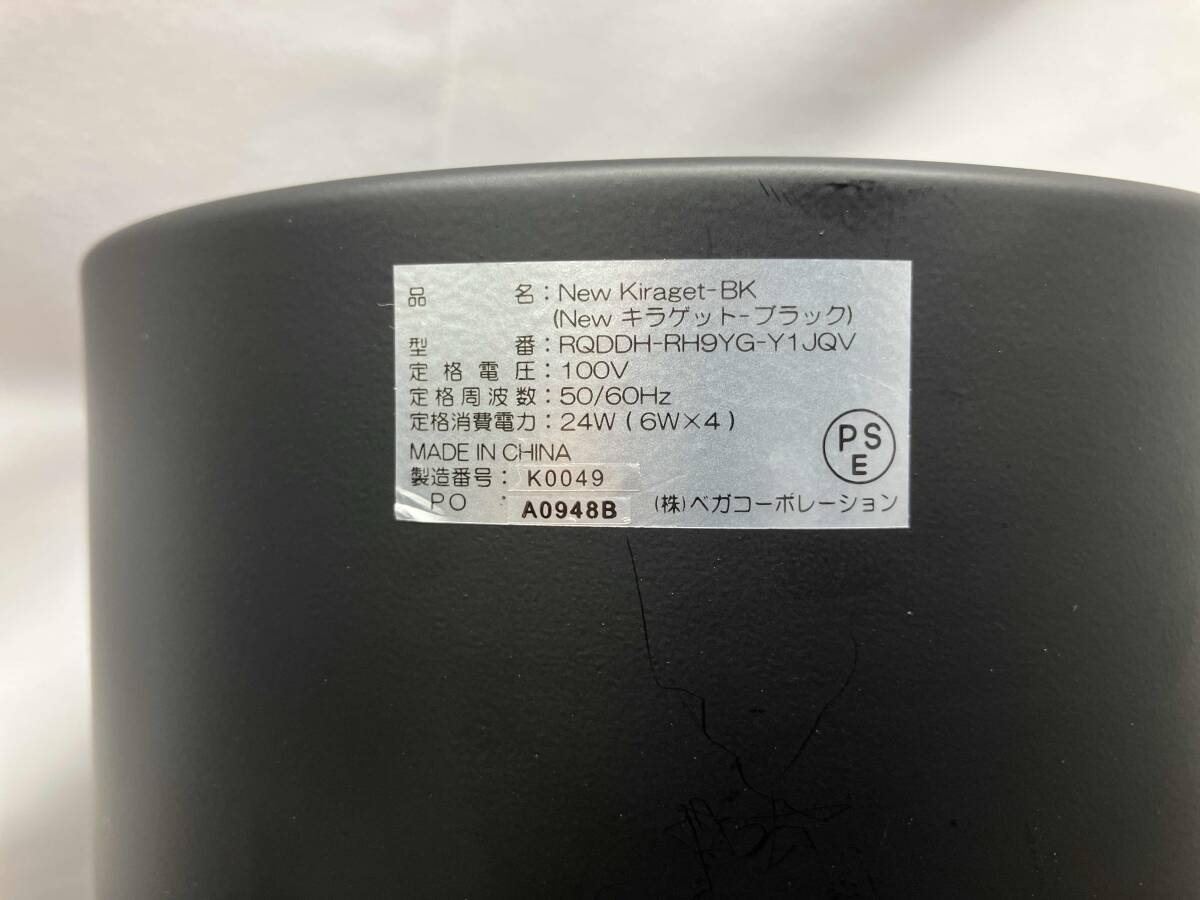 品名：New Kiraget-BK
(New キラゲット-ブラック)
型番：RQDDH-RH9YG-Y1JQV
定格電圧：100V
定格周波数：50/60Hz
定格消費電力：24W ( 6W×4 )
MADE IN CHINA
製造番号：K0049
PO：A0948B
(株)ベガコーポレーション
PS
E